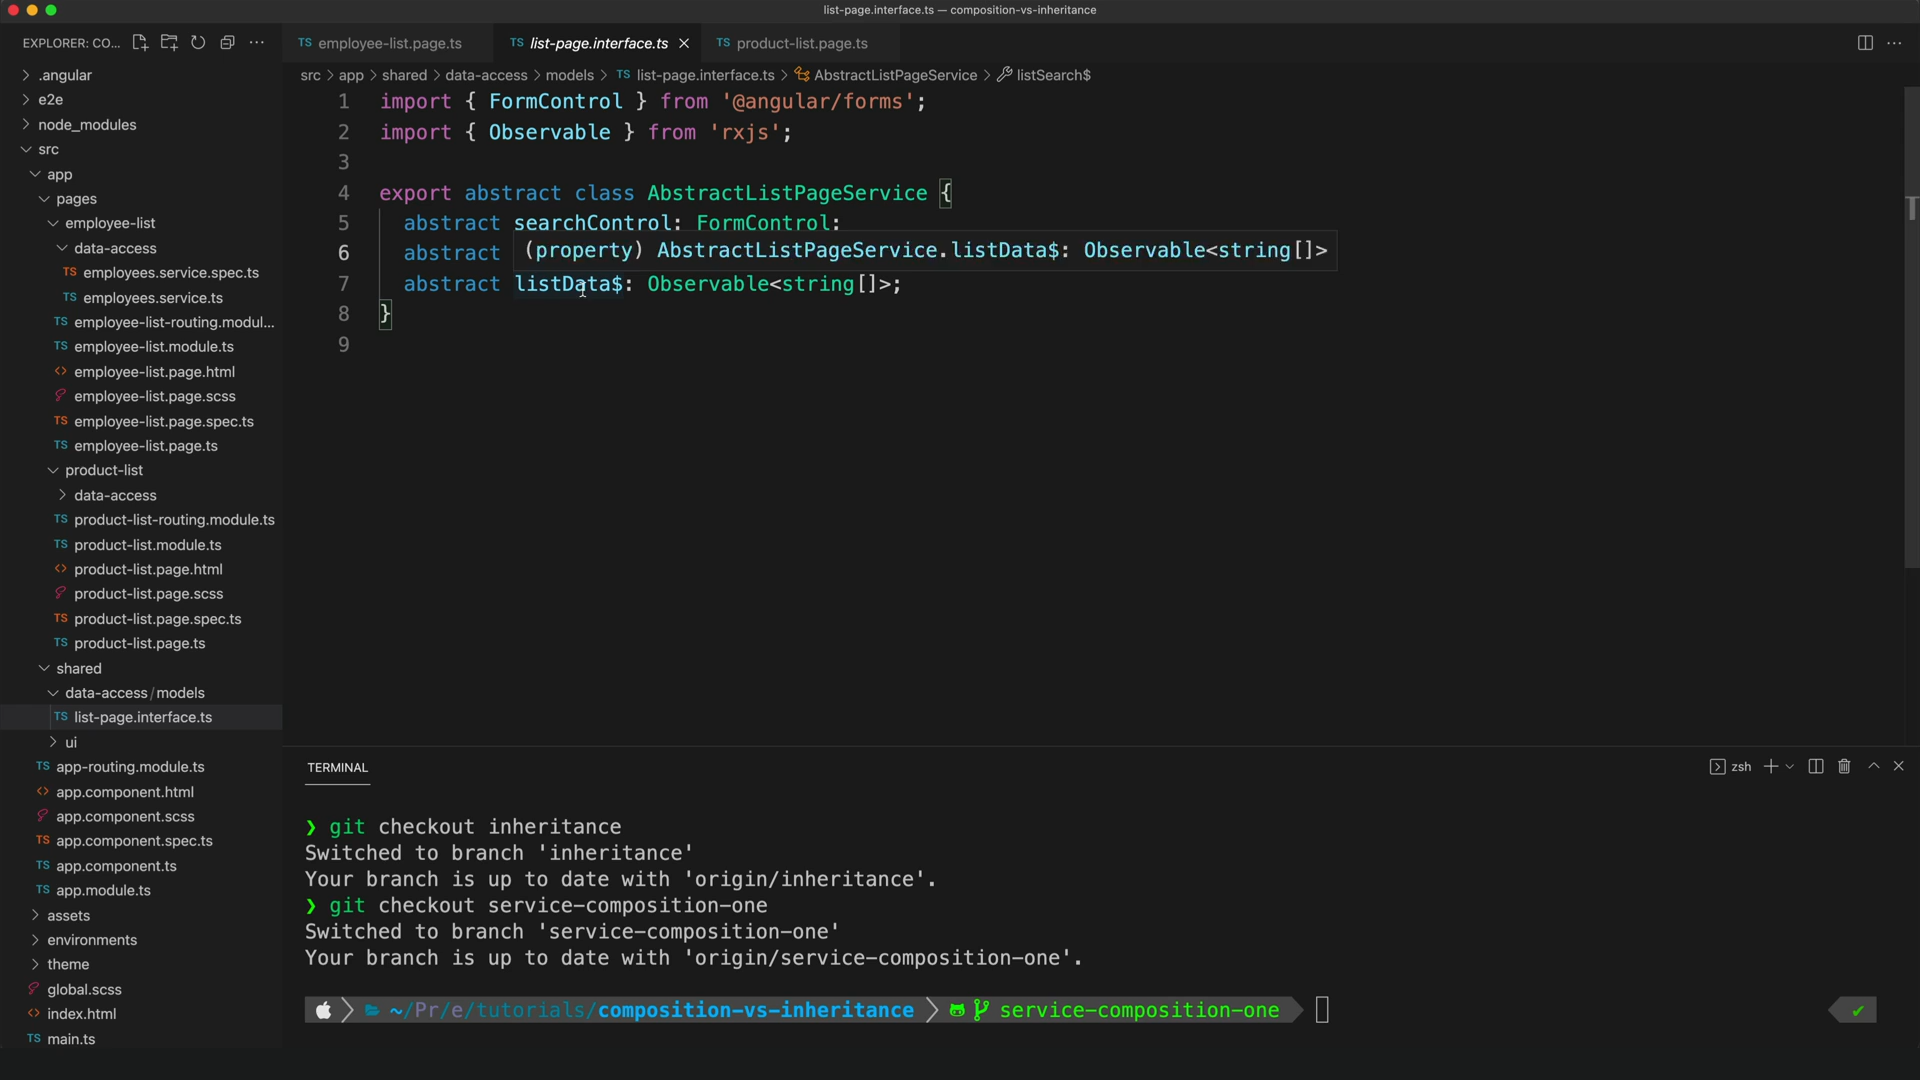 list-page.interface.ts — composition-vs-inheritance
EXPLORER: CO...
TS employee-list.page.ts
TS list-page.interface.ts
TS product-list.page.ts
src > app > shared > data-access > models > TS list-page.interface.ts > AbstractListPageService > listSearch$
.angular
e2e
node_modules
src
app
pages
employee-list
data-access
TS employees.service.spec.ts
TS employees.service.ts
TS employee-list-routing.modul...
TS employee-list.module.ts
<> employee-list.page.html
employee-list.page.scss
TS employee-list.page.spec.ts
TS employee-list.page.ts
product-list
data-access
TS product-list-routing.module.ts
TS product-list.module.ts
<> product-list.page.html
product-list.page.scss
TS product-list.page.spec.ts
TS product-list.page.ts
shared
data-access / models
TS list-page.interface.ts
ui
TS app-routing.module.ts
<> app.component.html
app.component.scss
TS app.component.spec.ts
TS app.component.ts
TS app.module.ts
assets
environments
theme
global.scss
<> index.html
TS main.ts
1 import { FormControl } from '@angular/forms';
2 import { Observable } from 'rxjs';
3
4 export abstract class AbstractListPageService {
5 abstract searchControl: FormControl;
6 abstract
(property) AbstractListPageService.listData$: Observable<string[]>
7 abstract listData$: Observable<string[]>;
8 }
9
TERMINAL
zsh
❯ git checkout inheritance
Switched to branch 'inheritance'
Your branch is up to date with 'origin/inheritance'.
❯ git checkout service-composition-one
Switched to branch 'service-composition-one'
Your branch is up to date with 'origin/service-composition-one'.
~/Pr/e/tutorials/composition-vs-inheritance service-composition-one